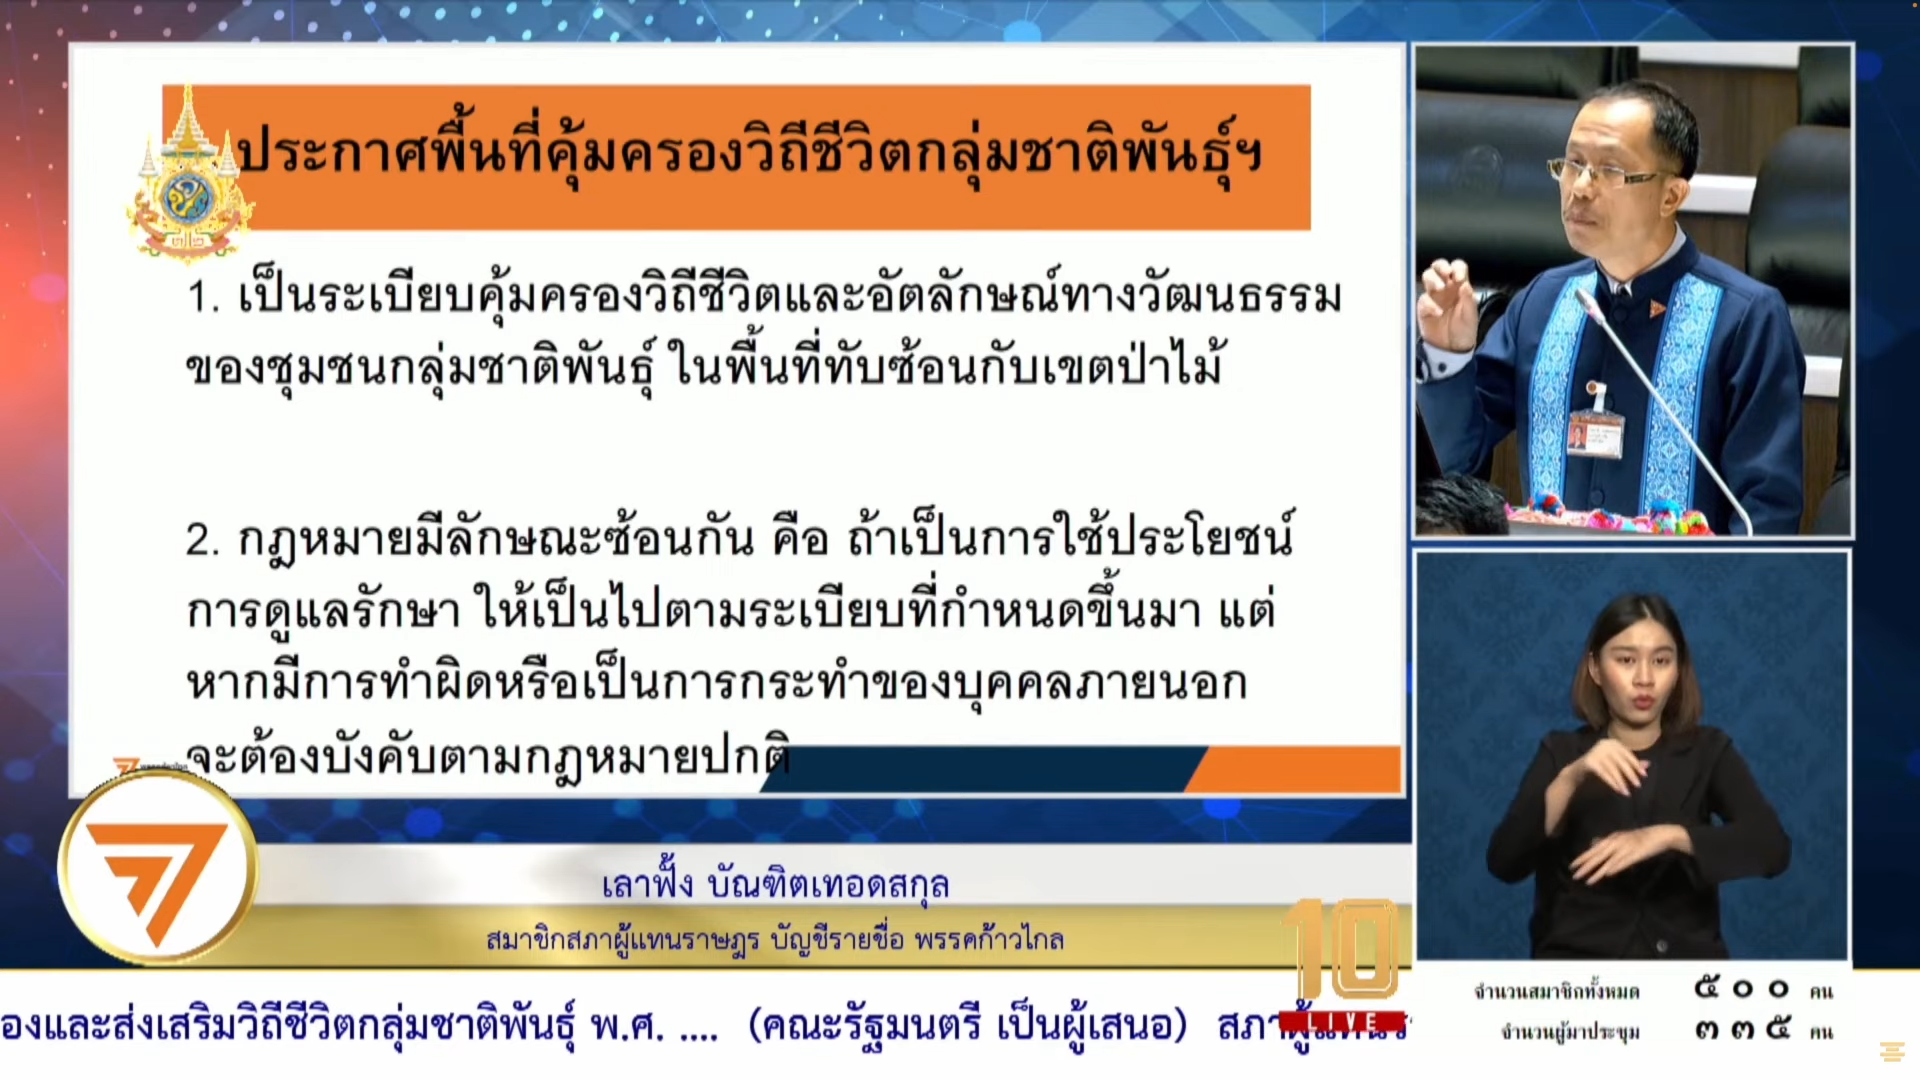 ประกาศพื้นที่คุ้มครองวิถีชีวิตกลุ่มชาติพันธุ์ฯ
1. เป็นระเบียบคุ้มครองวิถีชีวิตและอัตลักษณ์ทางวัฒนธรรม
ของชุมชนกลุ่มชาติพันธุ์ ในพื้นที่ทับซ้อนกับเขตป่าไม้
2. กฎหมายมีลักษณะซ้อนกัน คือ ถ้าเป็นการใช้ประโยชน์
การดูแลรักษา ให้เป็นไปตามระเบียบที่กำหนดขึ้นมา แต่
หากมีการทำผิดหรือเป็นการกระทำของบุคคลภายนอก
จะต้องบังคับตามกฎหมายปกติ
เลาฟั้ง บัณฑิตเทอดสกุล
สมาชิกสภาผู้แทนราษฎร บัญชีรายชื่อ พรรคก้าวไกล
10
LIVE
องและส่งเสริมวิถีชีวิตกลุ่มชาติพันธุ์ พ.ศ. .... (คณะรัฐมนตรี เป็นผู้เสนอ) สภาผู้แทนรา
จำนวนสมาชิกทั้งหมด ๕๐๐ คน
จำนวนผู้มาประชุม ๓๓๕ คน